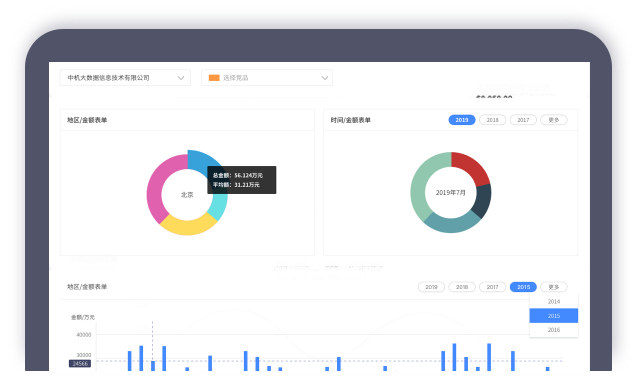 中机大数据信息技术有限公司
选择竞品
地区/金额表单
总金额：56.124万元
平均额：31.21万元
北京
时间/金额表单
2019 2018 2017 更多
2019年7月
地区/金额表单
2019 2018 2017 2015 更多
2014
2015
2016
金额/万元
40000
30000
24566